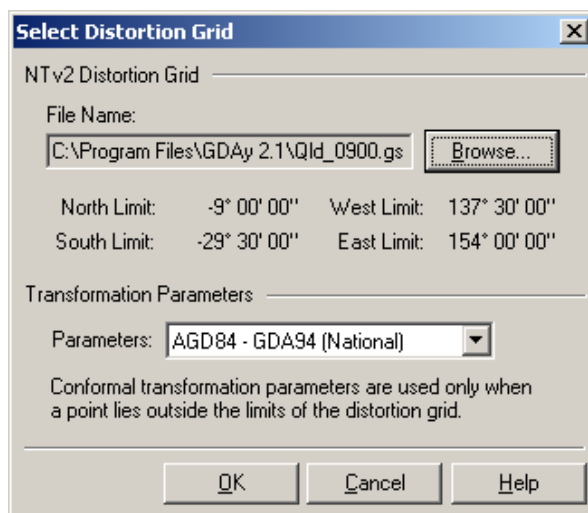 Select Distortion Grid
NTv2 Distortion Grid
File Name:
C:\Program Files\GDAy 2.1\Qld_0900.gs Browse...
North Limit: -9° 00' 00" West Limit: 137° 30' 00"
South Limit: -29° 30' 00" East Limit: 154° 00' 00"
Transformation Parameters
Parameters: AGD84 - GDA94 (National)
Conformal transformation parameters are used only when
a point lies outside the limits of the distortion grid.
OK Cancel Help